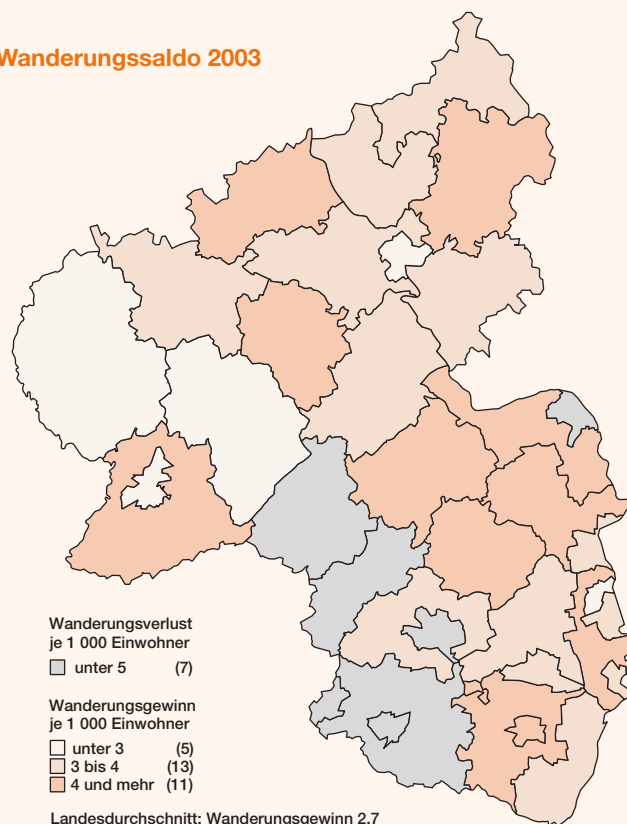 Wanderungssaldo 2003
Wanderungsverlust
je 1 000 Einwohner
unter 5 (7)
Wanderungsgewinn
je 1 000 Einwohner
unter 3 (5)
3 bis 4 (13)
4 und mehr (11)
Landesdurchschnitt: Wanderungsgewinn 2,7